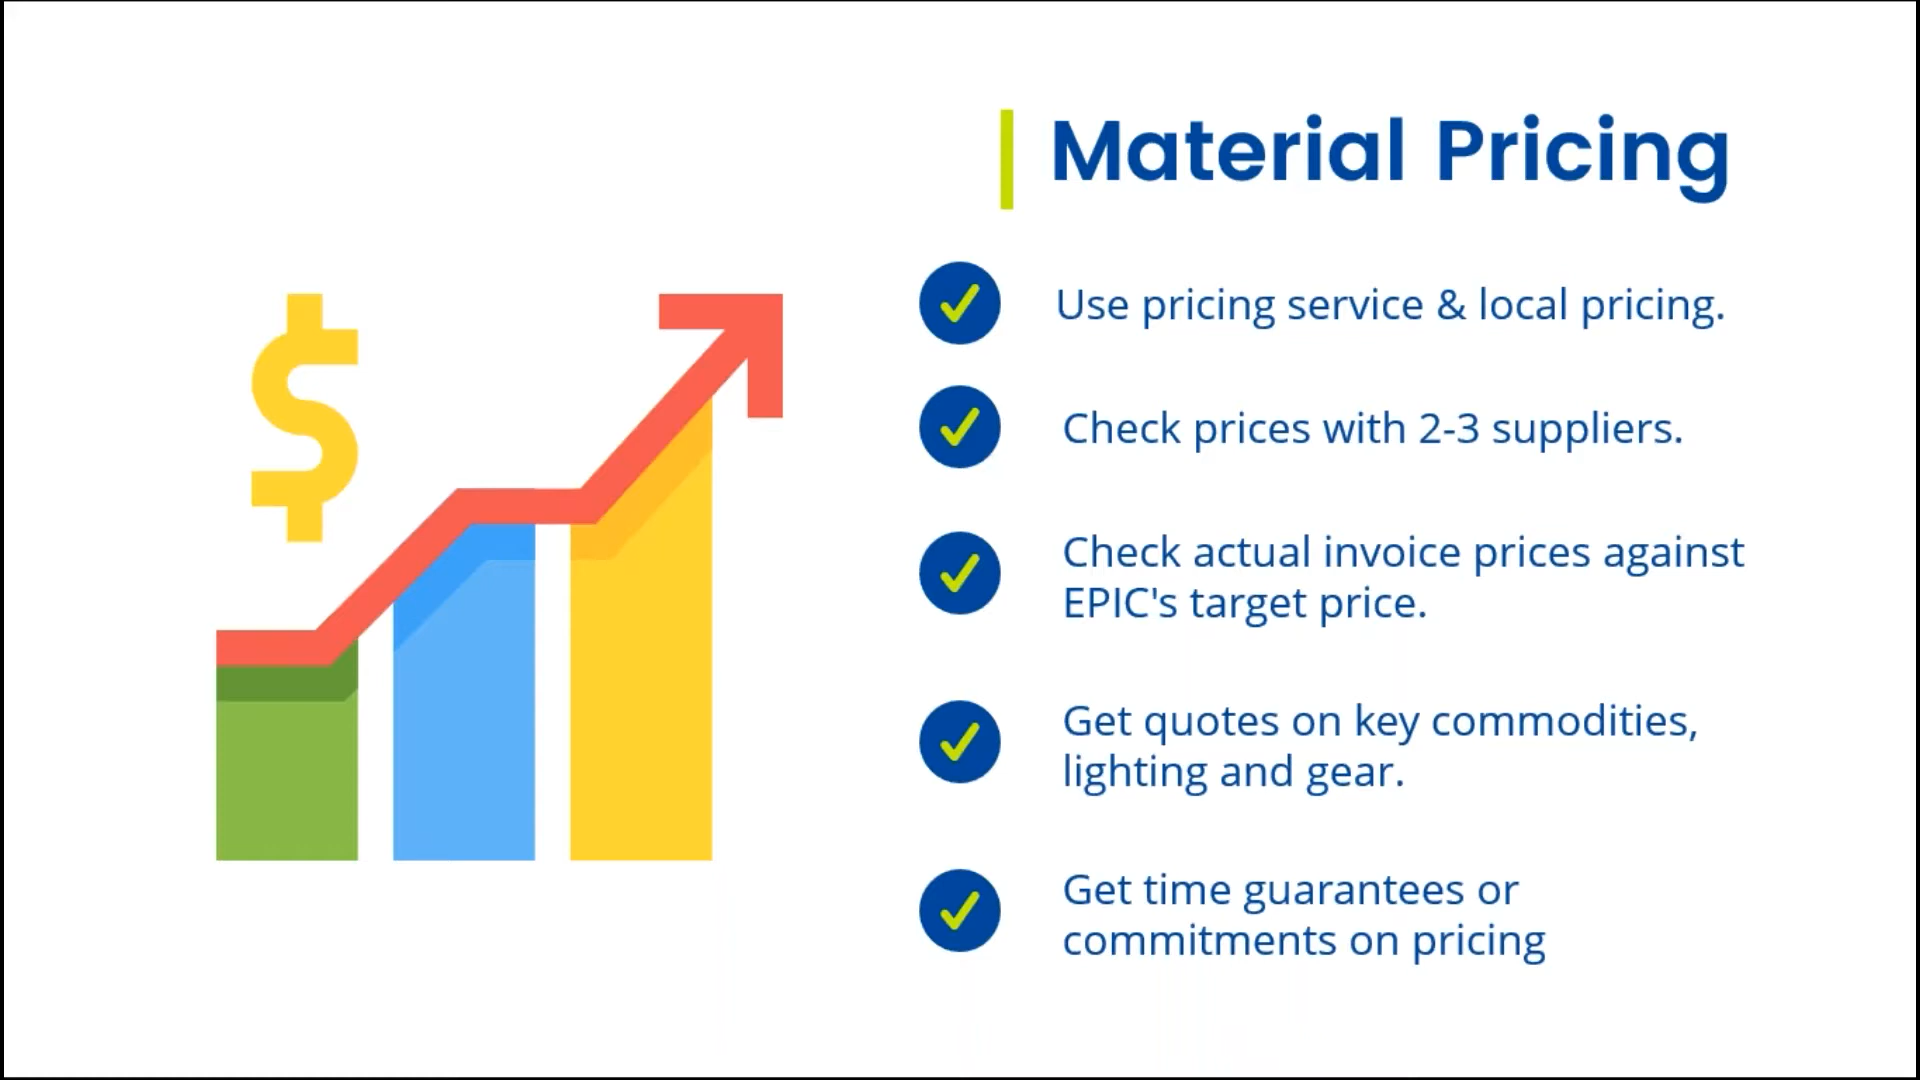 Material Pricing
Use pricing service & local pricing.
Check prices with 2-3 suppliers.
Check actual invoice prices against
EPIC's target price.
Get quotes on key commodities,
lighting and gear.
Get time guarantees or
commitments on pricing
$